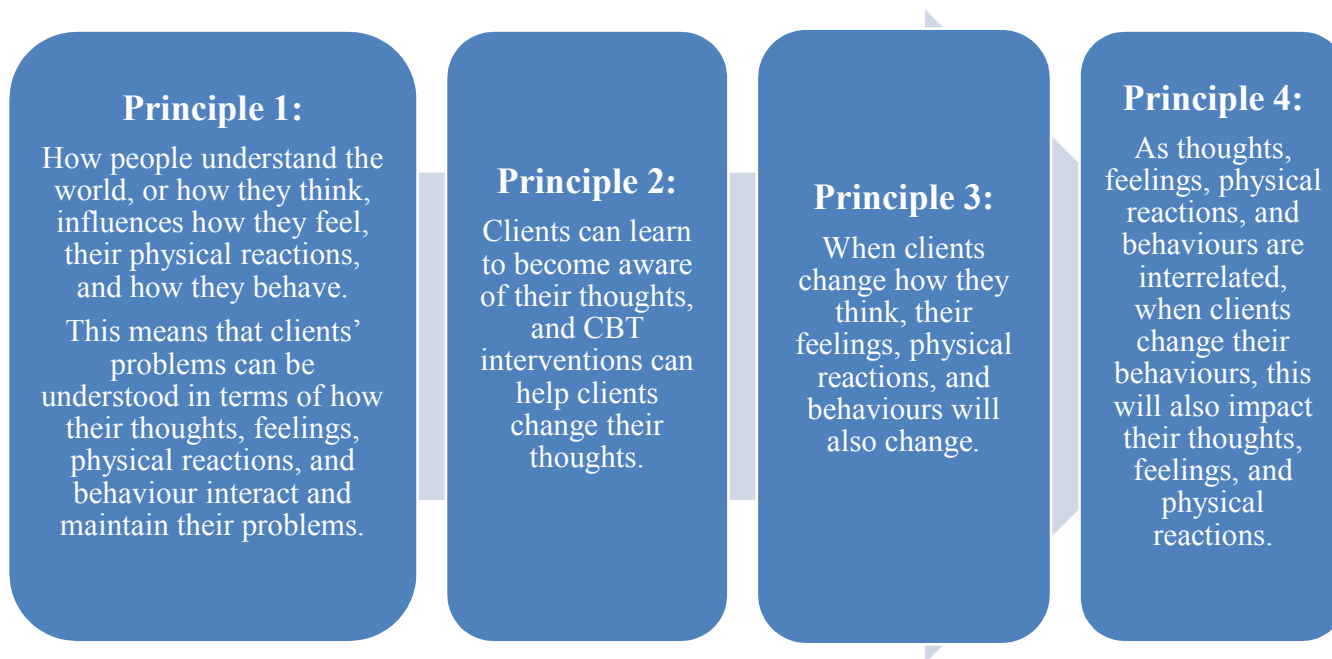 Principle 1:
How people understand the
world, or how they think,
influences how they feel,
their physical reactions,
and how they behave.
This means that clients’
problems can be
understood in terms of how
their thoughts, feelings,
physical reactions, and
behaviour interact and
maintain their problems.
Principle 2:
Clients can learn
to become aware
of their thoughts,
and CBT
interventions can
help clients
change their
thoughts.
Principle 3:
When clients
change how they
think, their
feelings, physical
reactions, and
behaviours will
also change.
Principle 4:
As thoughts,
feelings, physical
reactions, and
behaviours are
interrelated,
when clients
change their
behaviours, this
will also impact
their thoughts,
feelings, and
physical
reactions.